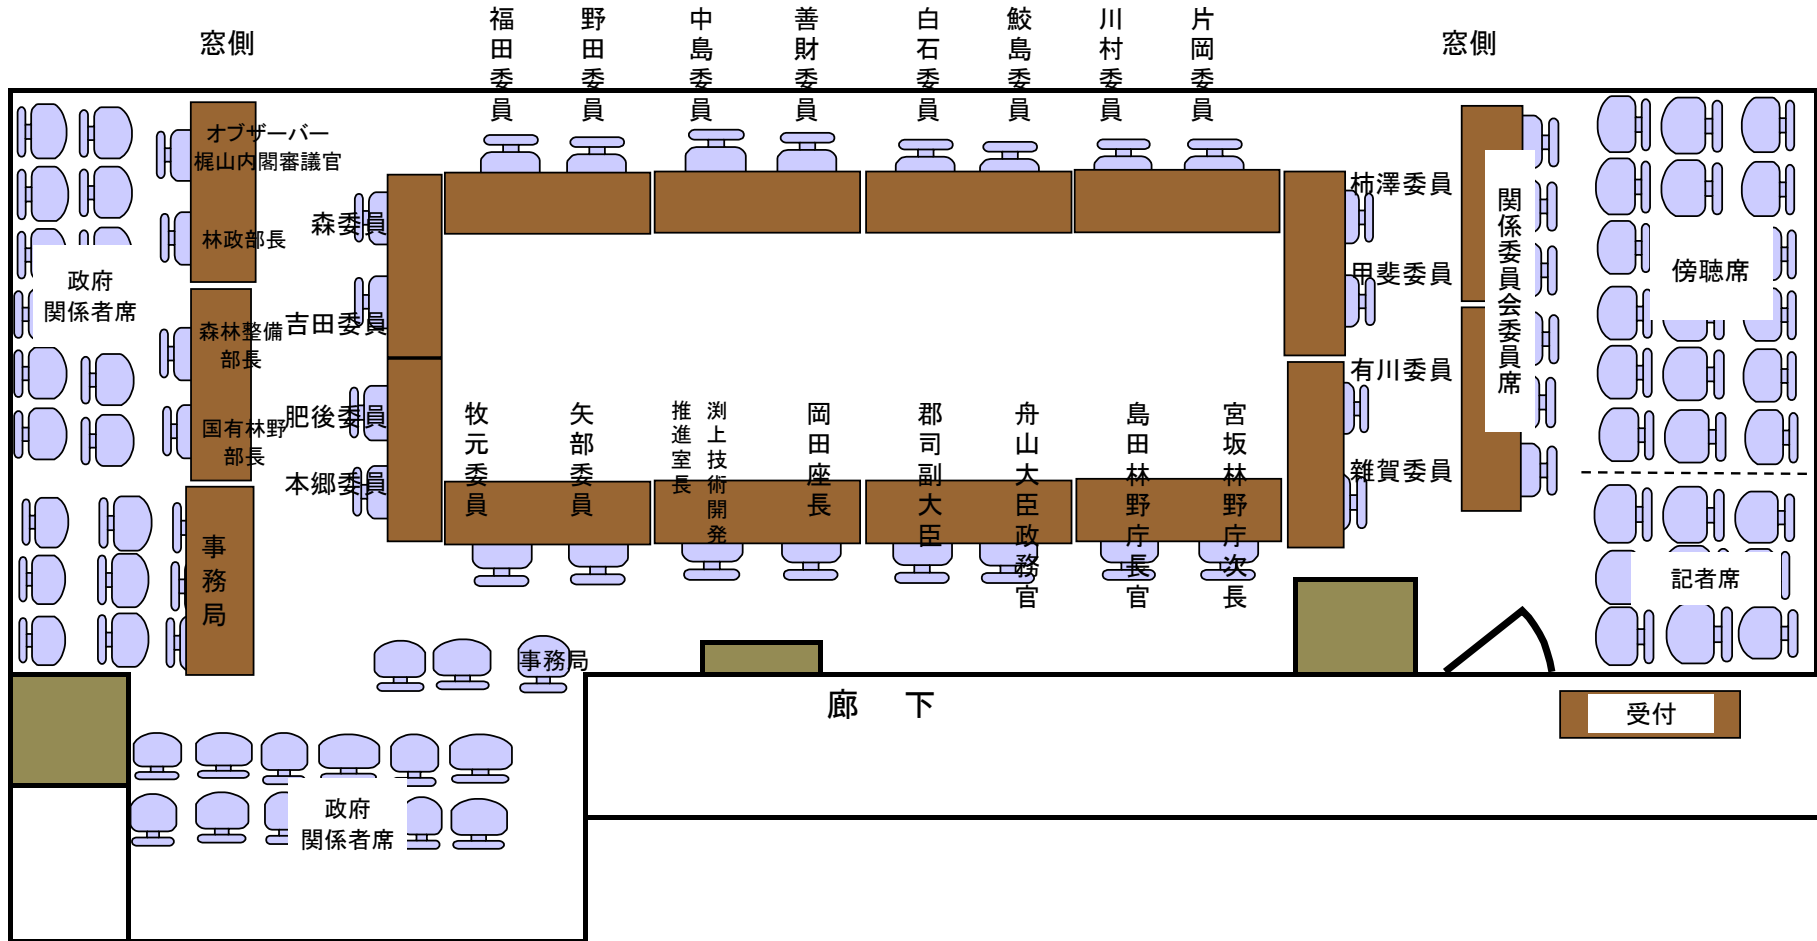 窓側
福田委員
野田委員
中島委員
善財委員
白石委員
鮫島委員
川村委員
片岡委員
窓側
オブザーバー
梶山内閣審議官
林政部長
森林整備
部長
国有林野
部長
政府
関係者席
事務局
森委員
吉田委員
肥後委員
本郷委員
柿澤委員
甲斐委員
有川委員
雑賀委員
関係委員会委員席
傍聴席
記者席
牧元委員
矢部委員
渕上技術開発
推進室長
岡田座長
郡司副大臣
舟山大臣政務官
島田林野庁長官
宮坂林野庁次長
事務局
廊 下
受付
政府
関係者席